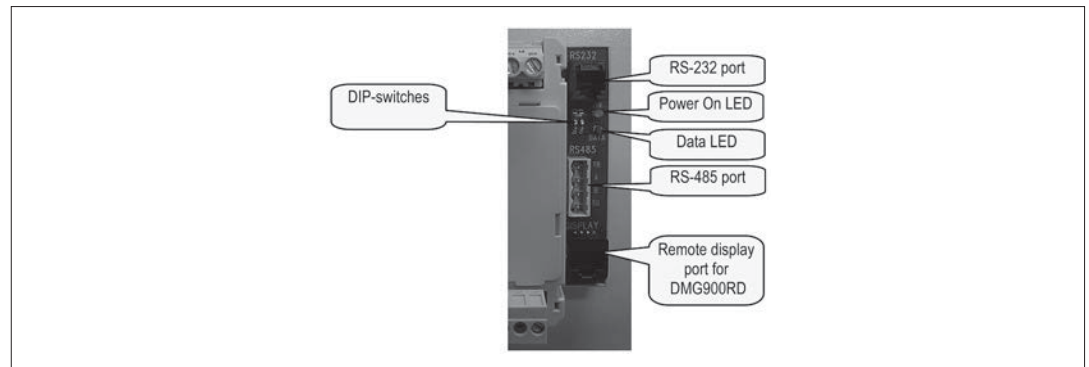 RS232
RS-232 port
DIP-switches
Power On LED
Data LED
RS485
RS-485 port
DISPLAY
Remote display
port for
DMG900RD